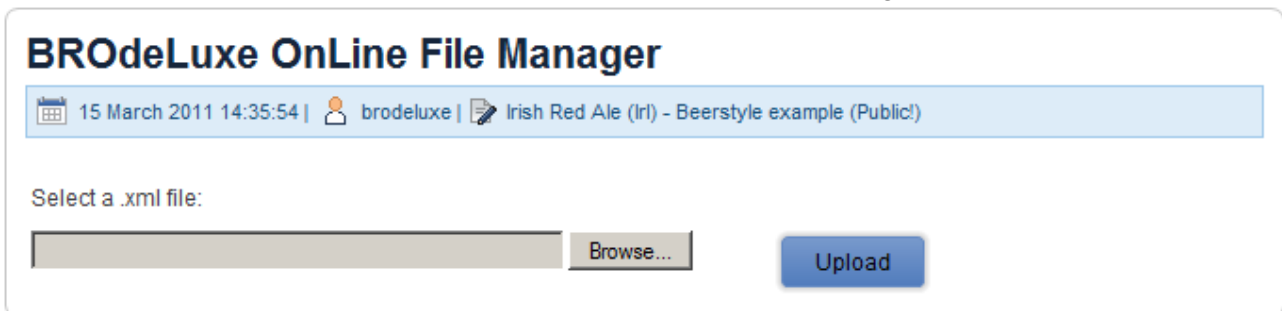 BROdeLuxe OnLine File Manager
15 March 2011 14:35:54 | brodeluxe | Irish Red Ale (Irl) - Beerstyle example (Public!)
Select a .xml file:
Browse... Upload